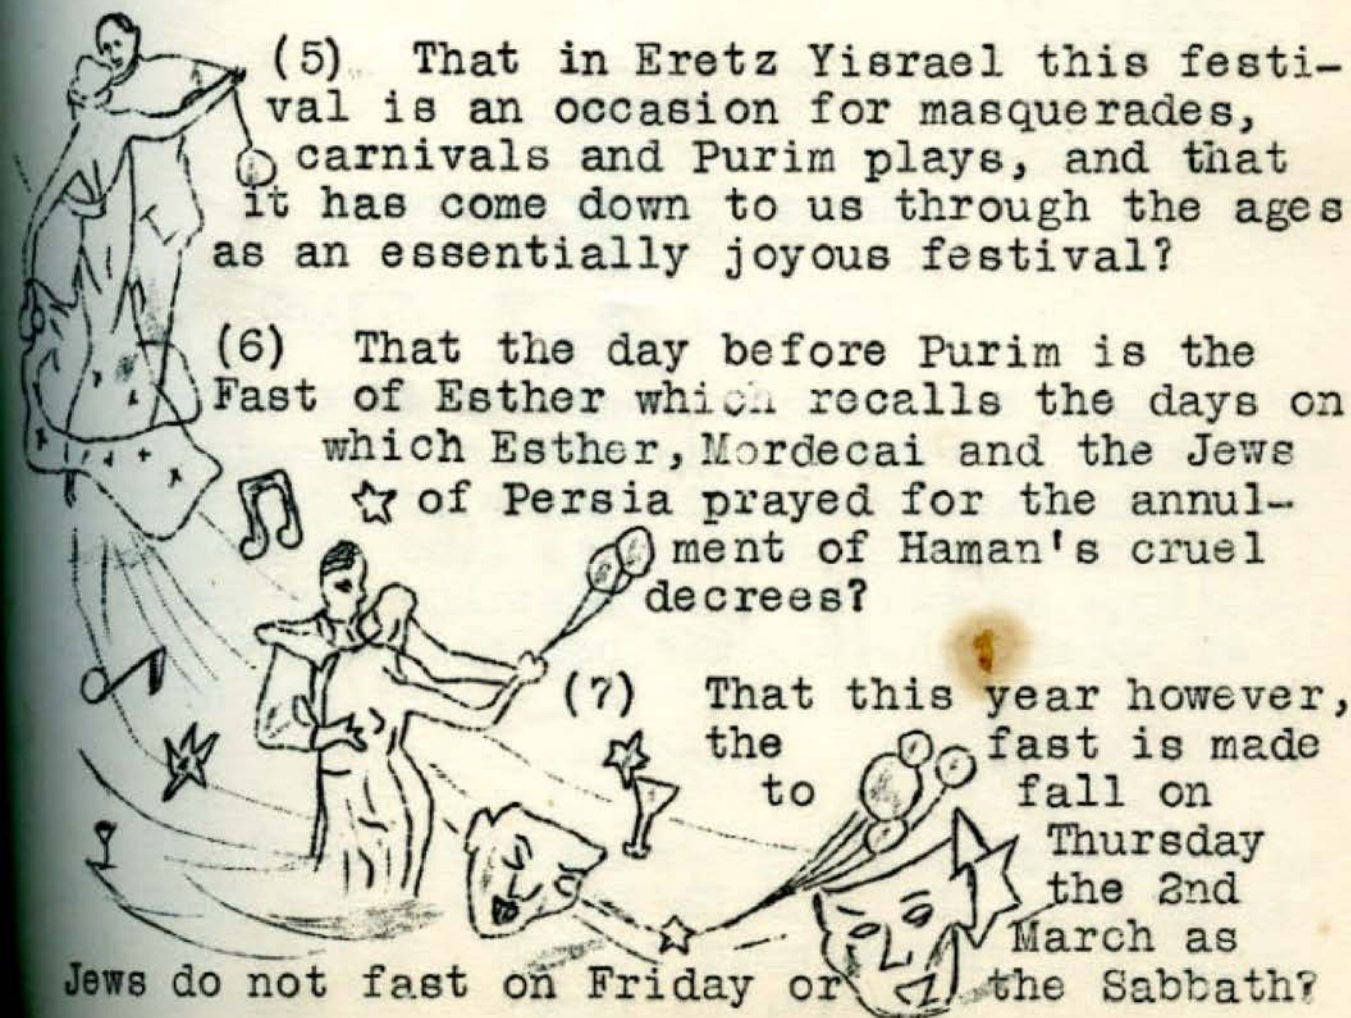 (5) That in Eretz Yisrael this festi-
val is an occasion for masquerades,
carnivals and Purim plays, and that
it has come down to us through the ages
as an essentially joyous festival?
(6) That the day before Purim is the
Fast of Esther which recalls the days on
which Esther, Mordecai and the Jews
of Persia prayed for the annul-
ment of Haman's cruel
decrees?
(7) That this year however,
the fast is made
to fall on
Thursday
the 2nd
March as
Jews do not fast on Friday or the Sabbath?